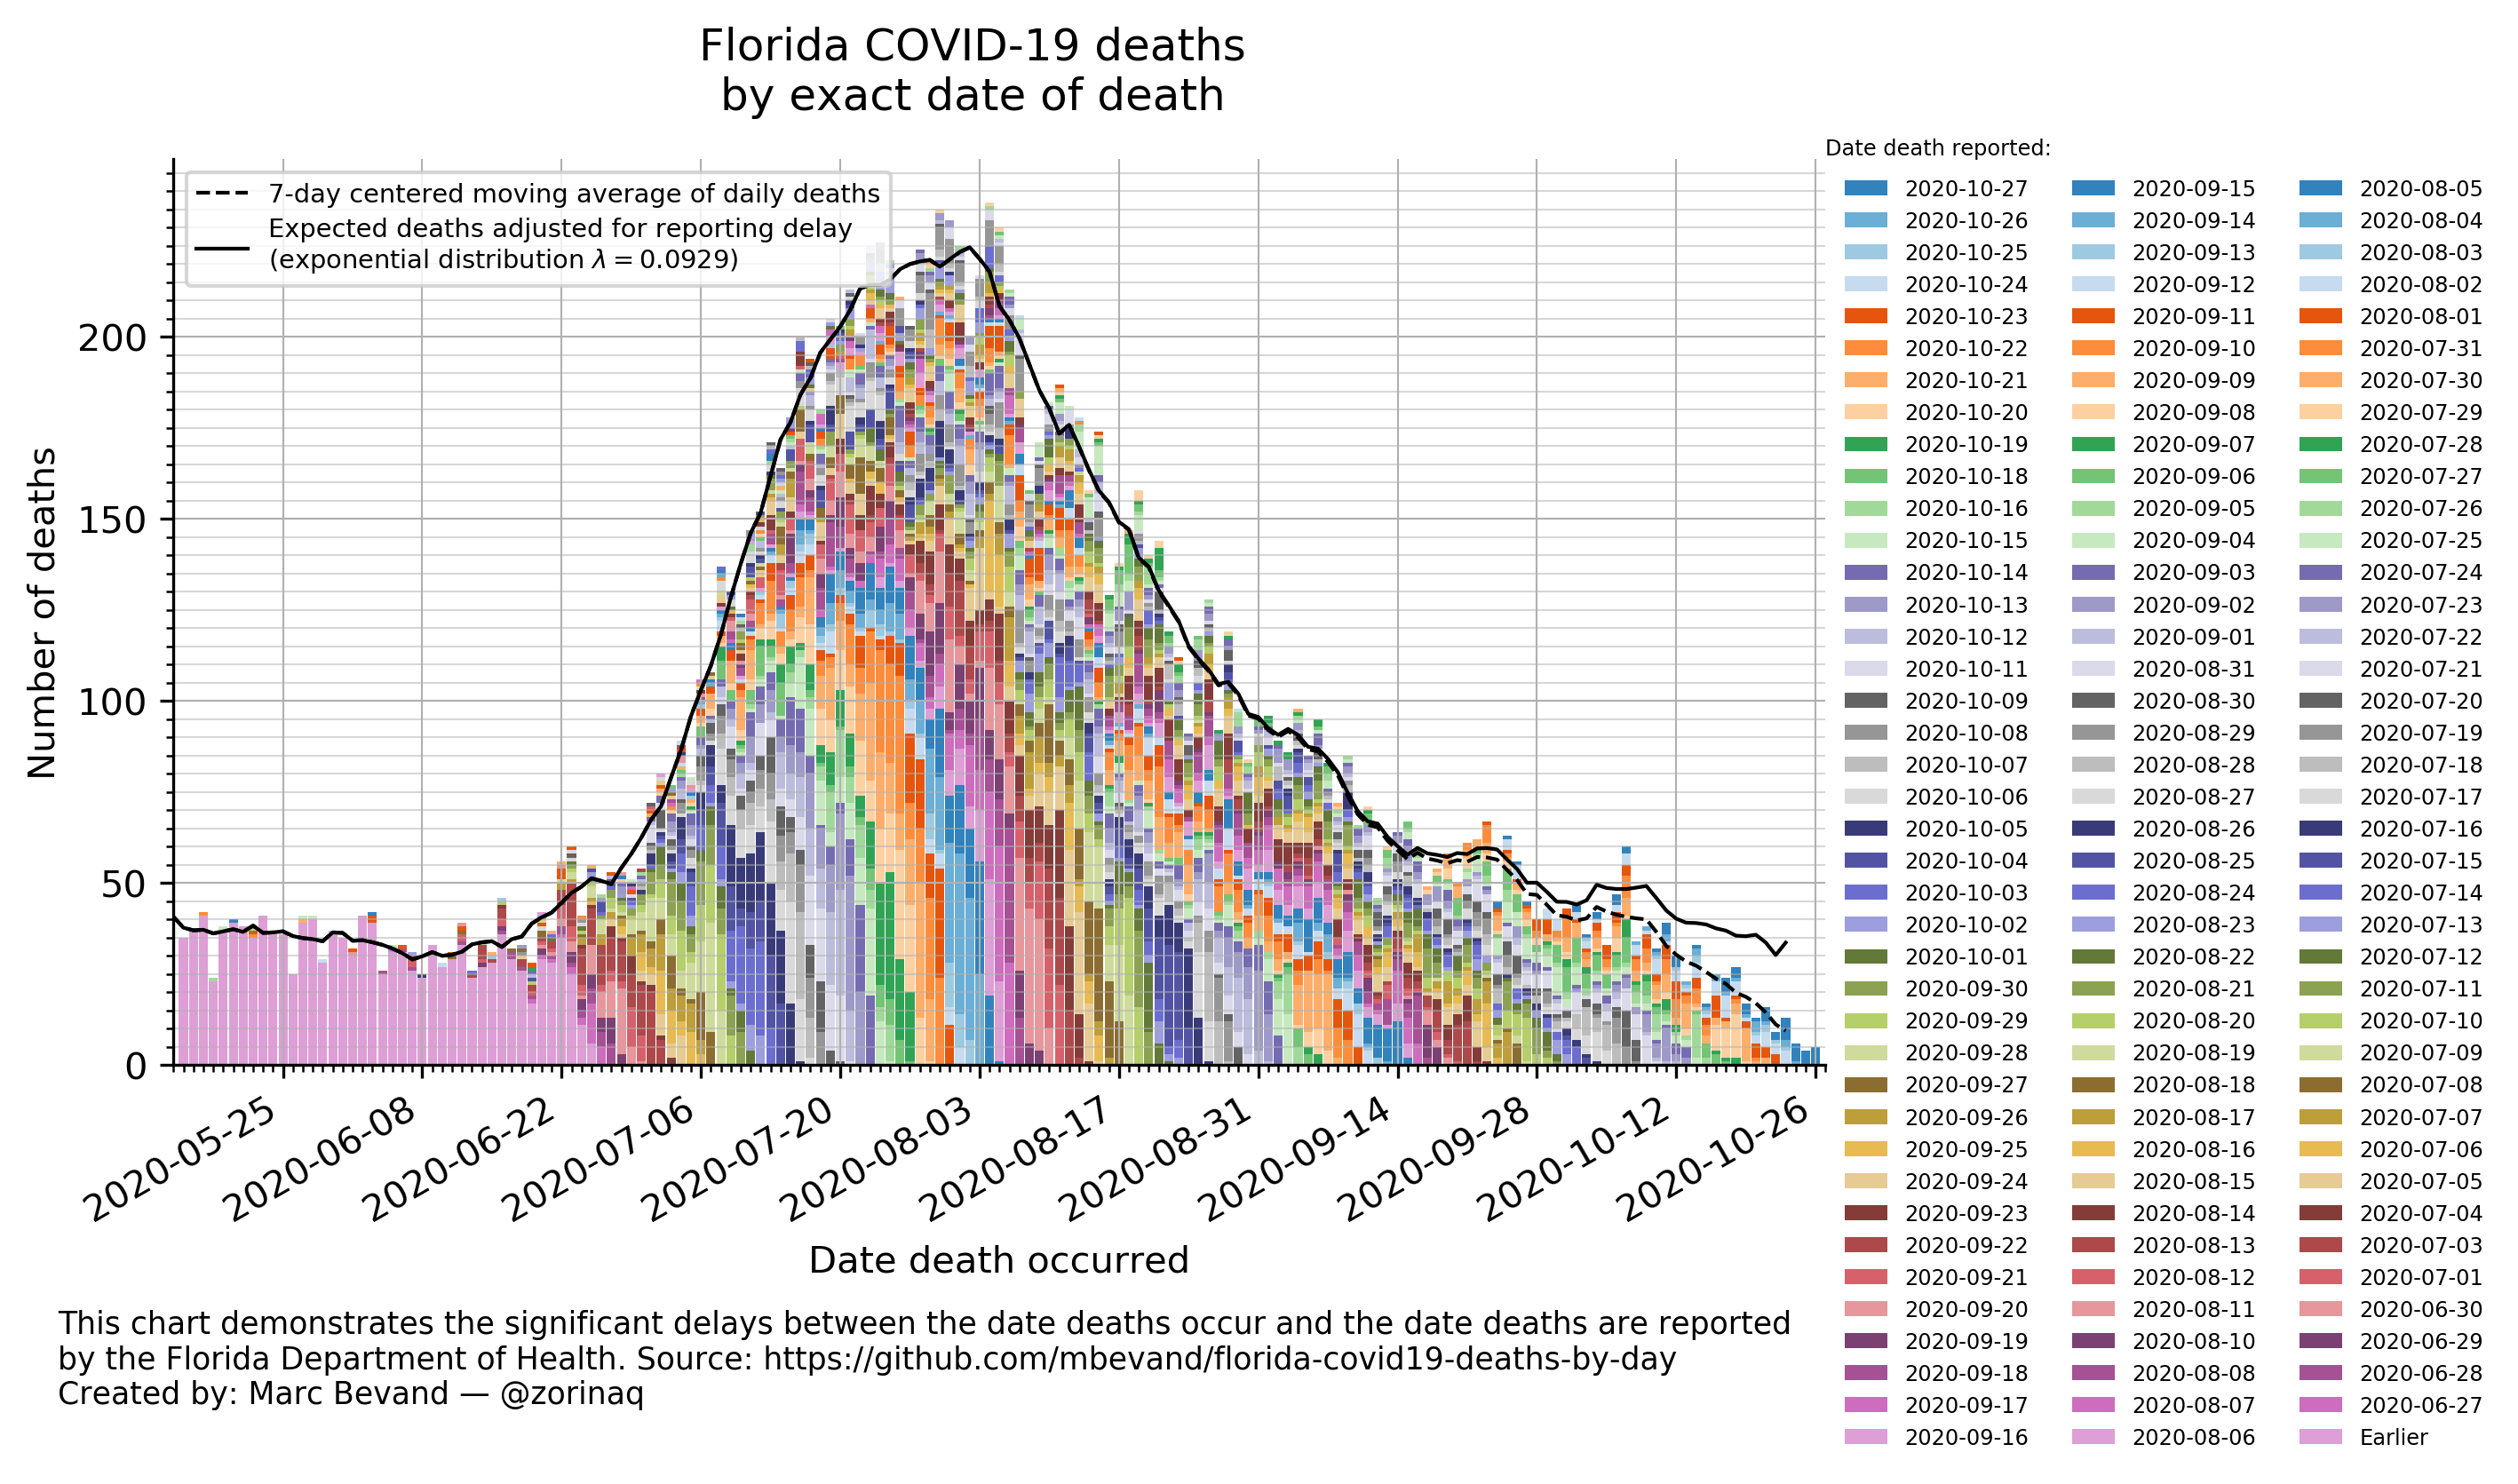 Florida COVID-19 deaths
by exact date of death
Date death reported:
7-day centered moving average of daily deaths
Expected deaths adjusted for reporting delay
(exponential distribution λ = 0.0929)
Number of deaths
200
150
100
50
0
2020-05-25
2020-06-08
2020-06-22
2020-07-06
2020-07-20
2020-08-03
2020-08-17
2020-08-31
2020-09-14
2020-09-28
2020-10-12
2020-10-26
Date death occurred
2020-10-27 2020-09-15 2020-08-05
2020-10-26 2020-09-14 2020-08-04
2020-10-25 2020-09-13 2020-08-03
2020-10-24 2020-09-12 2020-08-02
2020-10-23 2020-09-11 2020-08-01
2020-10-22 2020-09-10 2020-07-31
2020-10-21 2020-09-09 2020-07-30
2020-10-20 2020-09-08 2020-07-29
2020-10-19 2020-09-07 2020-07-28
2020-10-18 2020-09-06 2020-07-27
2020-10-16 2020-09-05 2020-07-26
2020-10-15 2020-09-04 2020-07-25
2020-10-14 2020-09-03 2020-07-24
2020-10-13 2020-09-02 2020-07-23
2020-10-12 2020-09-01 2020-07-22
2020-10-11 2020-08-31 2020-07-21
2020-10-09 2020-08-30 2020-07-20
2020-10-08 2020-08-29 2020-07-19
2020-10-07 2020-08-28 2020-07-18
2020-10-06 2020-08-27 2020-07-17
2020-10-05 2020-08-26 2020-07-16
2020-10-04 2020-08-25 2020-07-15
2020-10-03 2020-08-24 2020-07-14
2020-10-02 2020-08-23 2020-07-13
2020-10-01 2020-08-22 2020-07-12
2020-09-30 2020-08-21 2020-07-11
2020-09-29 2020-08-20 2020-07-10
2020-09-28 2020-08-19 2020-07-09
2020-09-27 2020-08-18 2020-07-08
2020-09-26 2020-08-17 2020-07-07
2020-09-25 2020-08-16 2020-07-06
2020-09-24 2020-08-15 2020-07-05
2020-09-23 2020-08-14 2020-07-04
2020-09-22 2020-08-13 2020-07-03
2020-09-21 2020-08-12 2020-07-01
2020-09-20 2020-08-11 2020-06-30
2020-09-19 2020-08-10 2020-06-29
2020-09-18 2020-08-08 2020-06-28
2020-09-17 2020-08-07 2020-06-27
2020-09-16 2020-08-06 Earlier
This chart demonstrates the significant delays between the date deaths occur and the date deaths are reported
by the Florida Department of Health. Source: https://github.com/mbevand/florida-covid19-deaths-by-day
Created by: Marc Bevand — @zorinaq